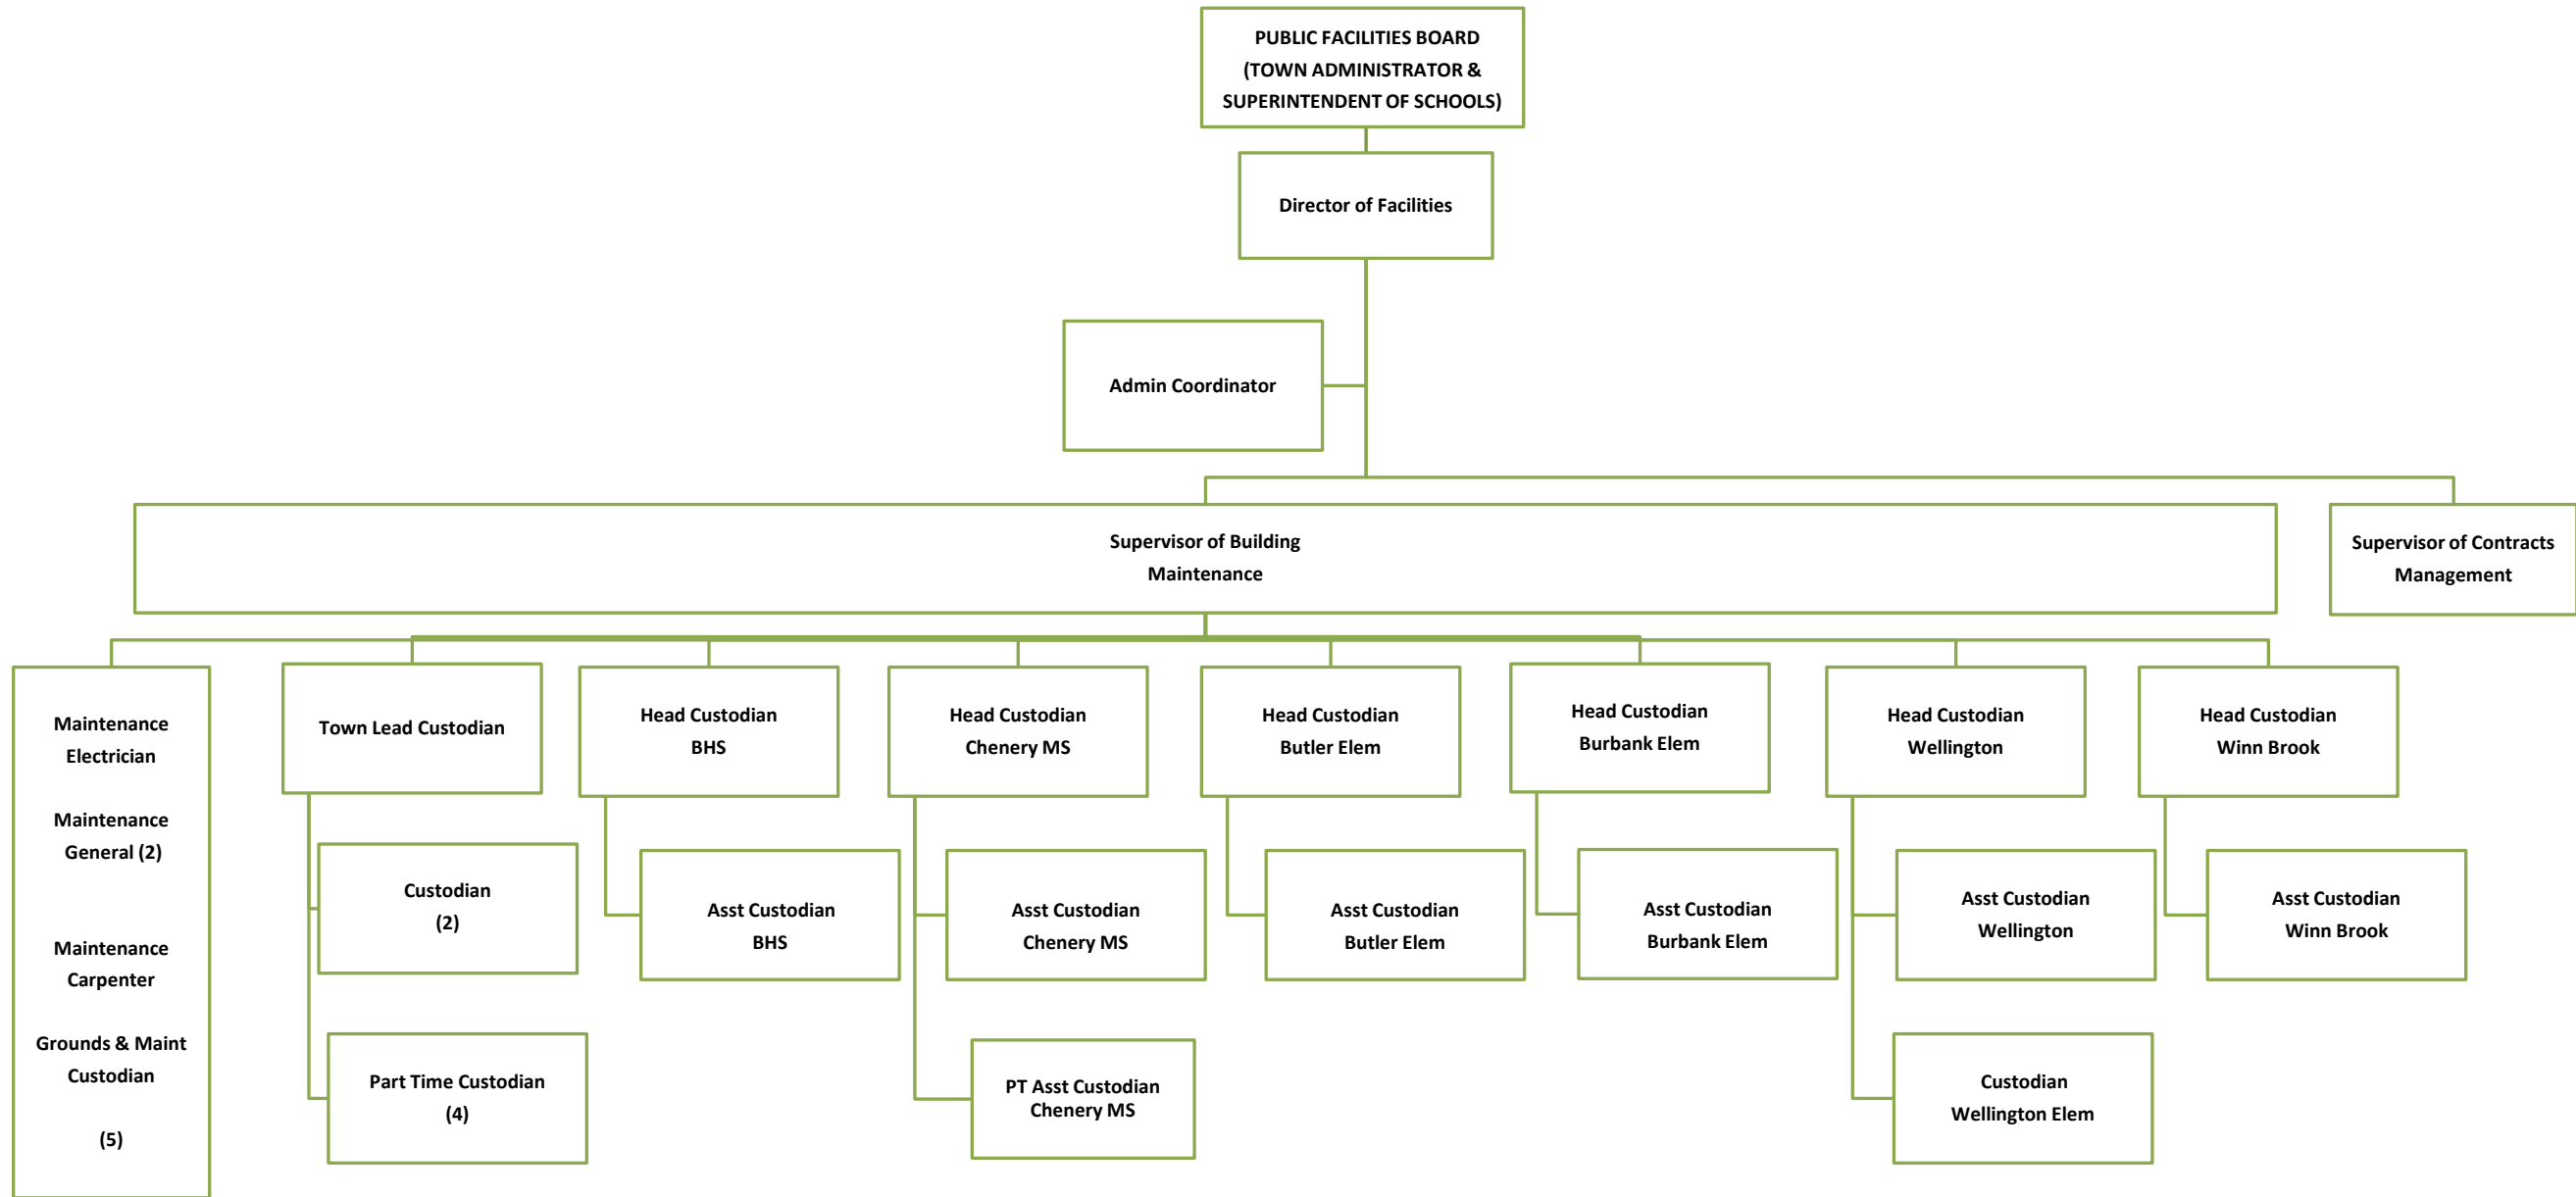 PUBLIC FACILITIES BOARD
(TOWN ADMINISTRATOR &
SUPERINTENDENT OF SCHOOLS)
Director of Facilities
Admin Coordinator
Supervisor of Building
Maintenance
Supervisor of Contracts
Management
Maintenance
Electrician
Maintenance
General (2)
Maintenance
Carpenter
Grounds & Maint
Custodian
(5)
Town Lead Custodian
Custodian
(2)
Part Time Custodian
(4)
Head Custodian
BHS
Asst Custodian
BHS
Head Custodian
Chenery MS
Asst Custodian
Chenery MS
PT Asst Custodian
Chenery MS
Head Custodian
Butler Elem
Asst Custodian
Butler Elem
Head Custodian
Burbank Elem
Asst Custodian
Burbank Elem
Head Custodian
Wellington
Asst Custodian
Wellington
Custodian
Wellington Elem
Head Custodian
Winn Brook
Asst Custodian
Winn Brook